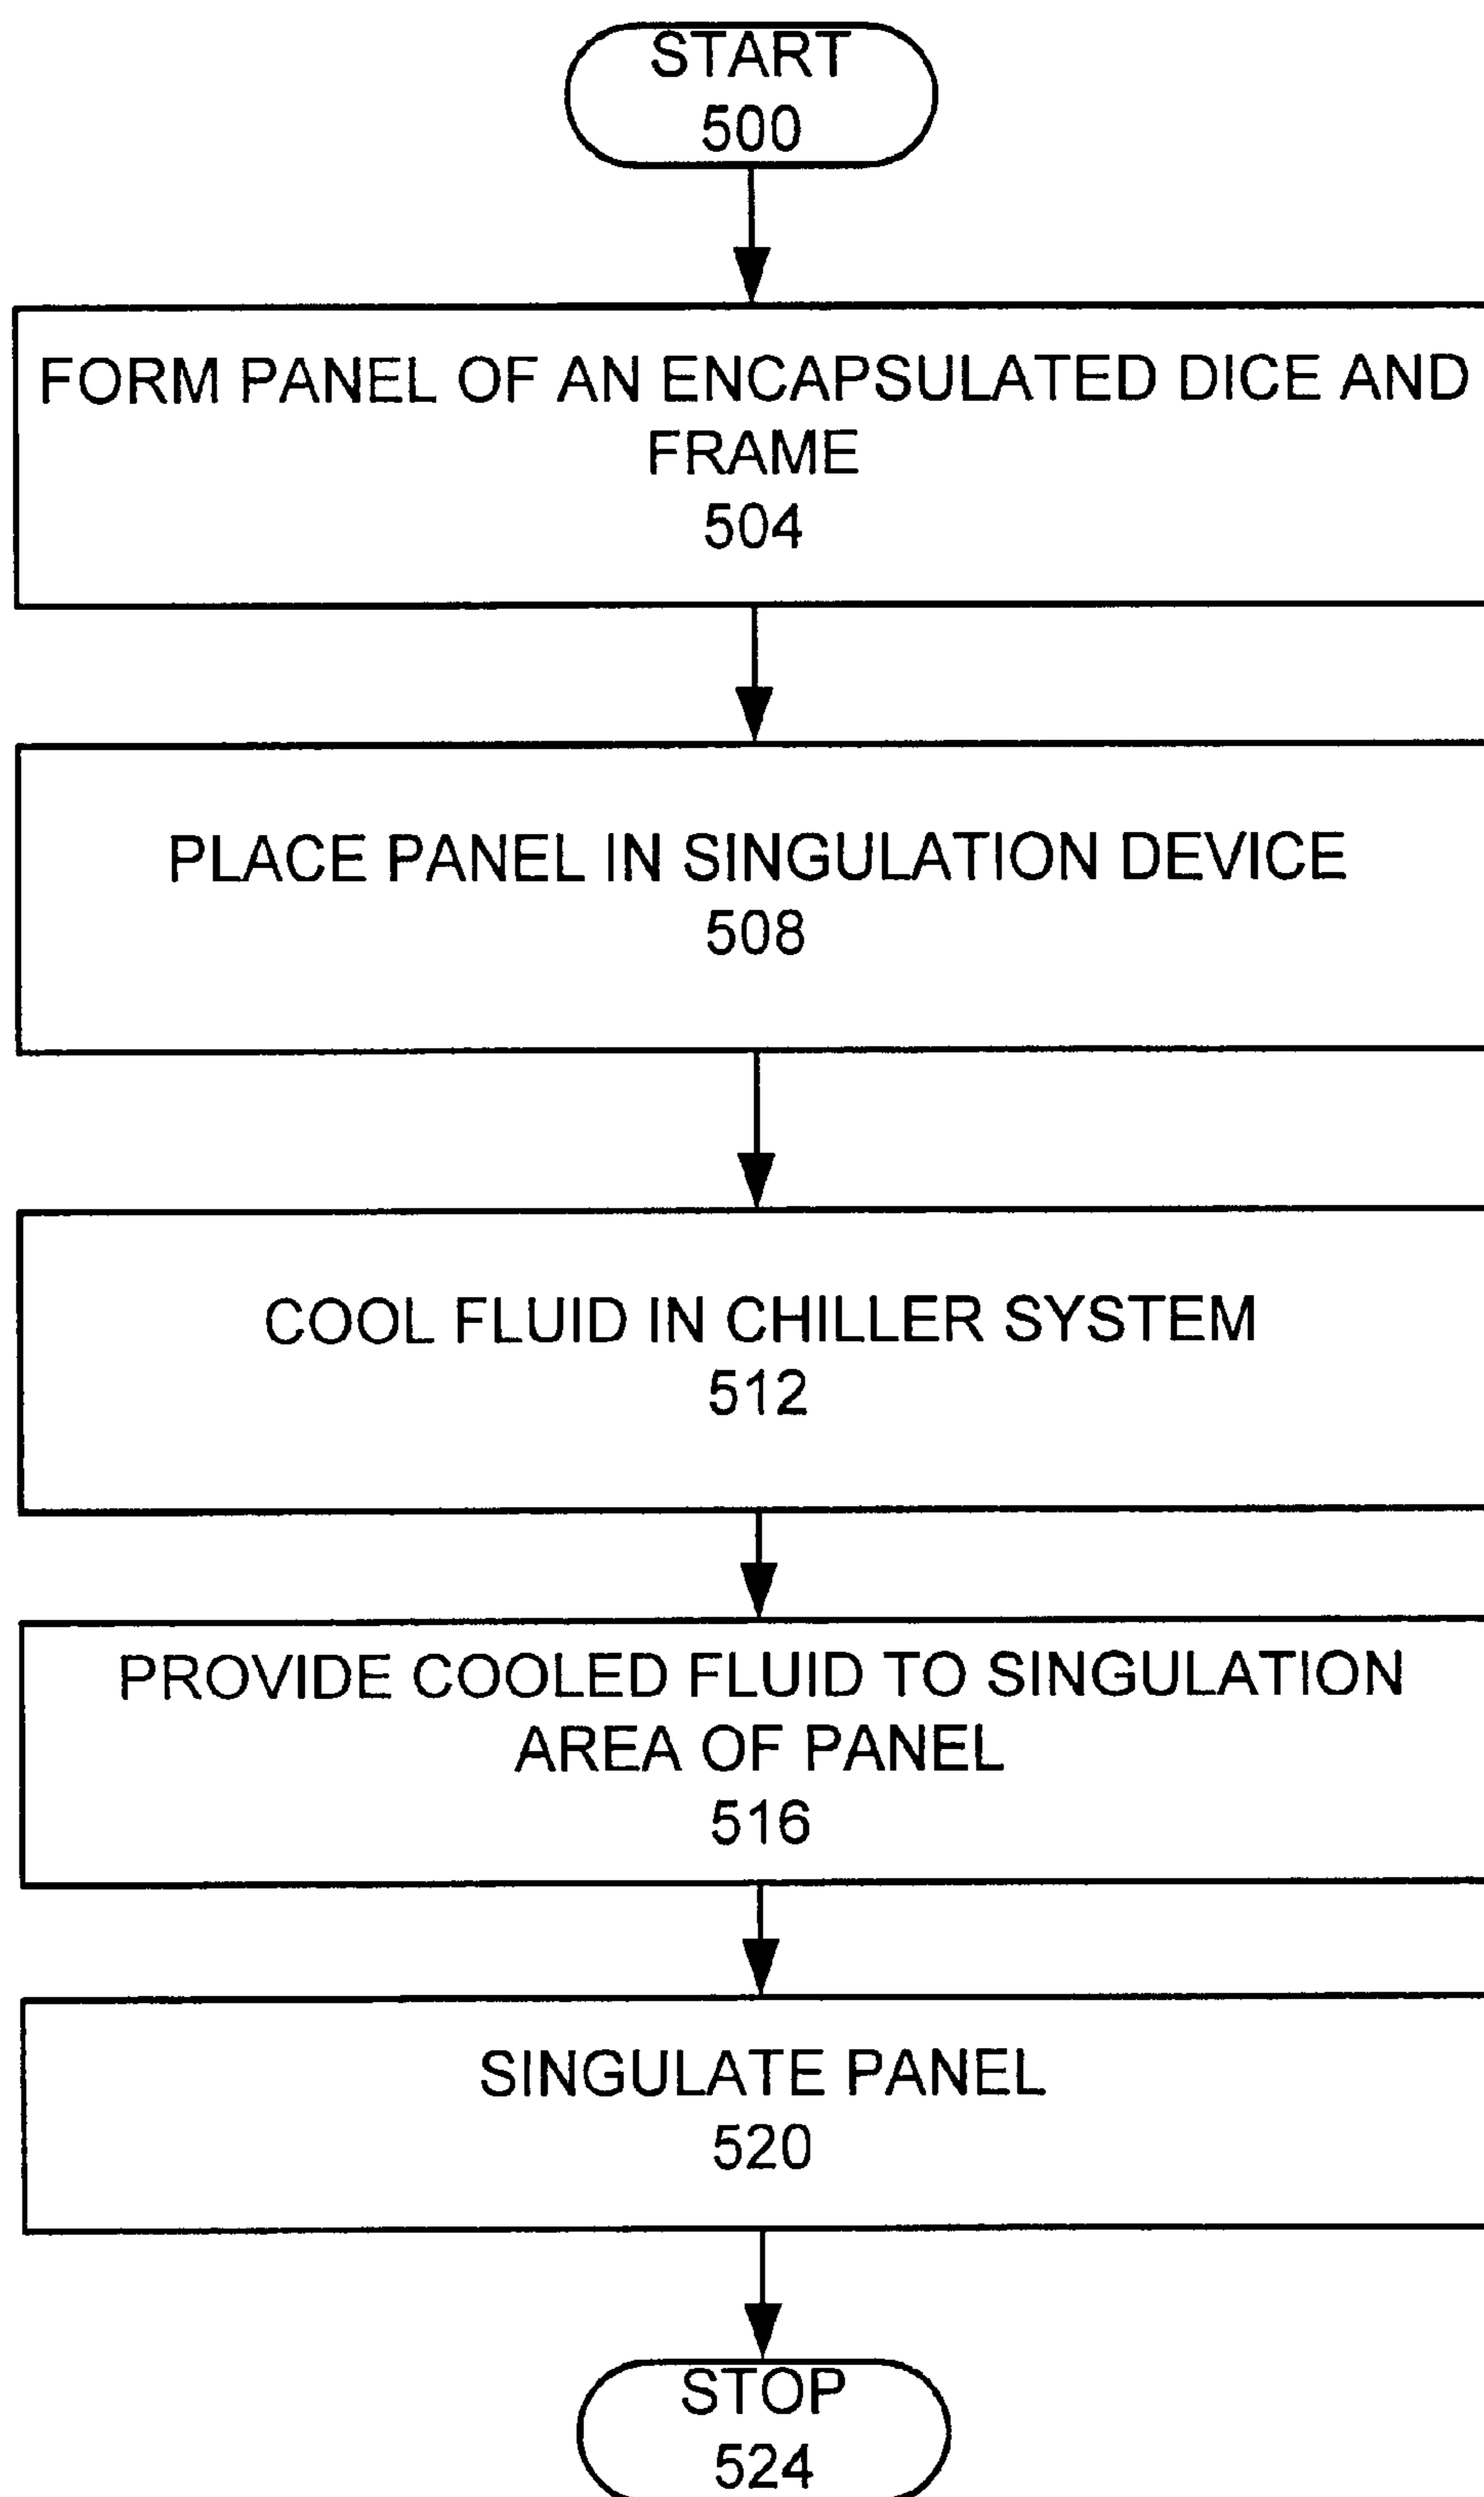 START
500
FORM PANEL OF AN ENCAPSULATED DICE AND
FRAME
504
PLACE PANEL IN SINGULATION DEVICE
508
COOL FLUID IN CHILLER SYSTEM
512
PROVIDE COOLED FLUID TO SINGULATION
AREA OF PANEL
516
SINGULATE PANEL
520
STOP
524